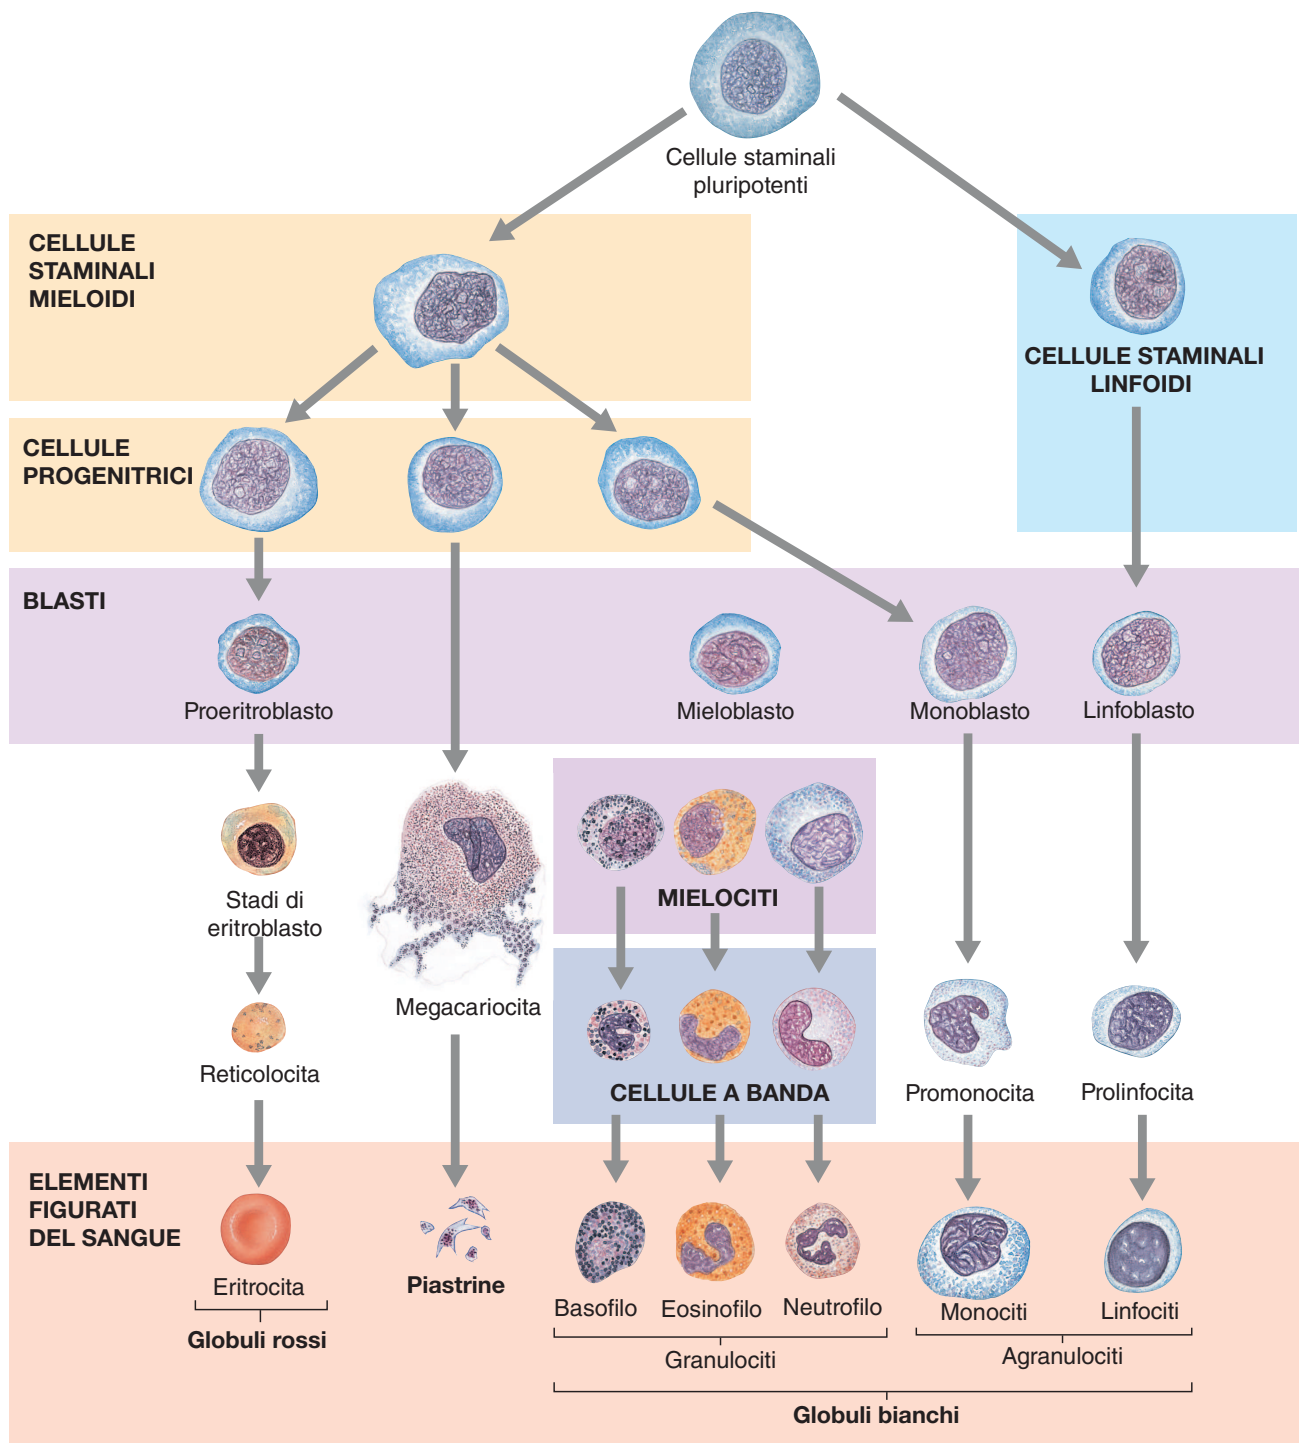 Cellule staminali
pluripotenti
CELLULE
STAMINALI
MIELOIDI
CELLULE STAMINALI
LINFOIDI
CELLULE
PROGENITRICI
BLASTI
Proeritroblasto
Mieloblasto
Monoblasto
Linfoblasto
Stadi di
eritroblasto
MIELOCITI
Megacariocita
Reticolocita
CELLULE A BANDA
Promonocita
Prolinfocita
ELEMENTI
FIGURATI
DEL SANGUE
Eritrocita
Globuli rossi
Piastrine
Basofilo
Eosinofilo
Neutrofilo
Monociti
Linfociti
Granulociti
Agranulociti
Globuli bianchi